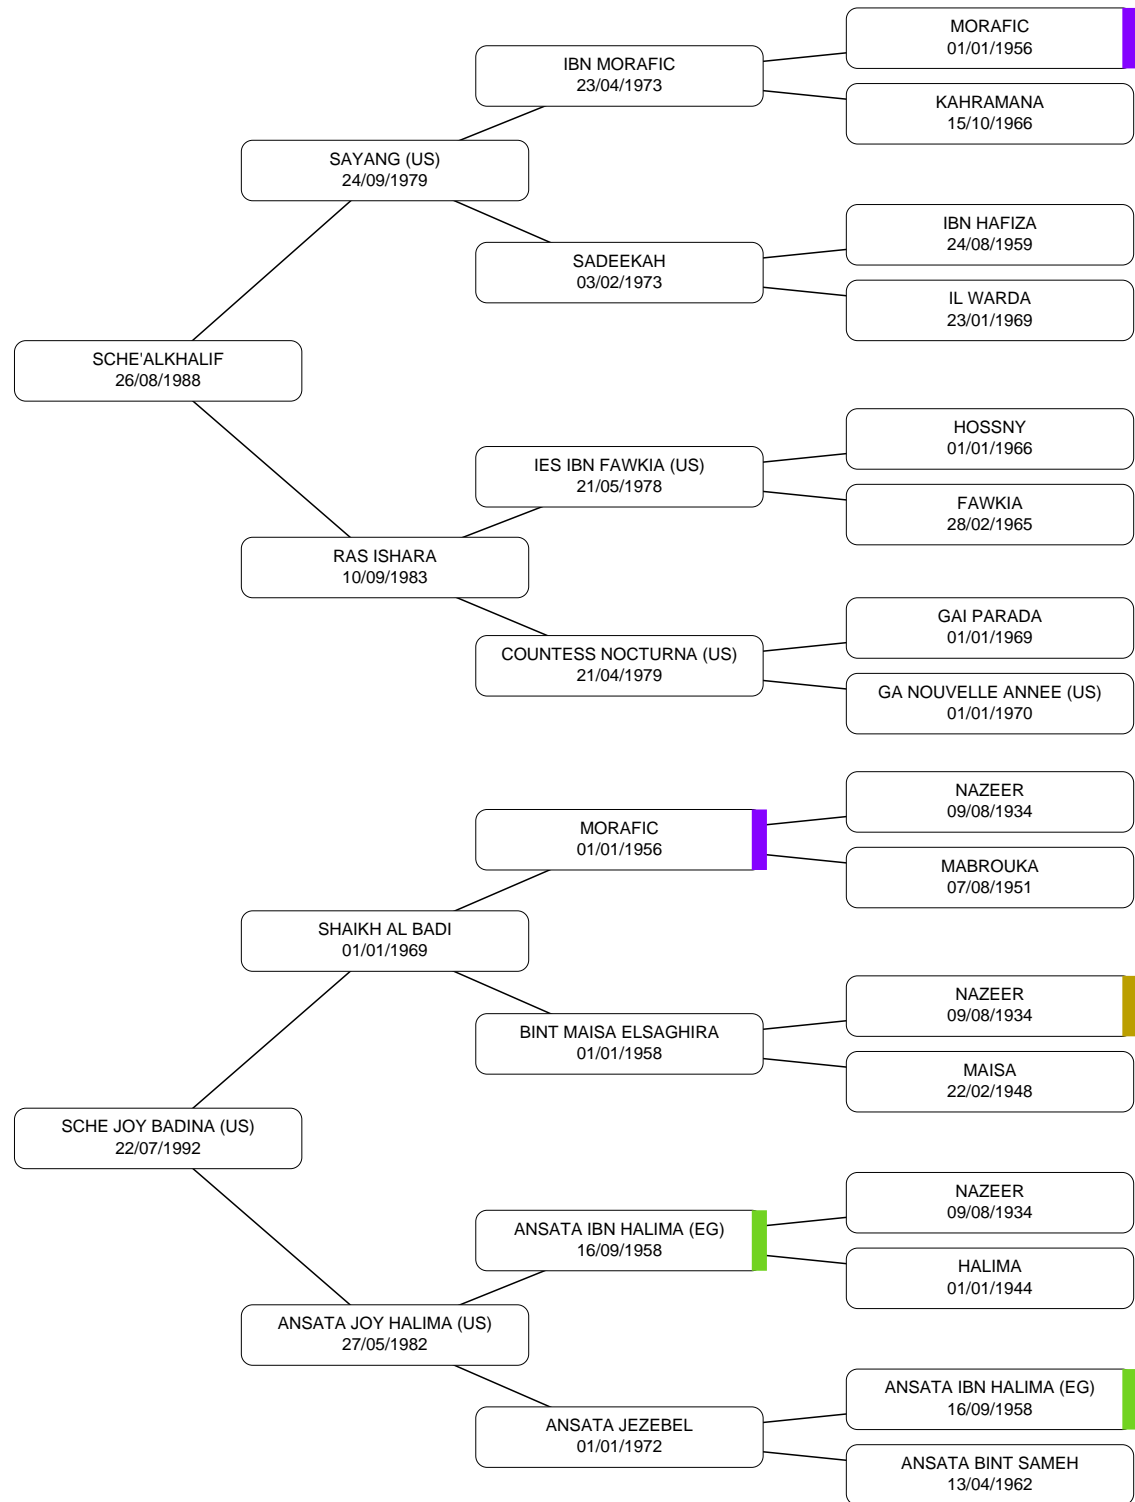 MORAFIC
01/01/1956
IBN MORAFIC
23/04/1973
KAHRAMANA
15/10/1966
SAYANG (US)
24/09/1979
IBN HAFIZA
24/08/1959
SADEEKAH
03/02/1973
IL WARDA
23/01/1969
SCHE'ALKHALIF
26/08/1988
HOSSNY
01/01/1966
IES IBN FAWKIA (US)
21/05/1978
FAWKIA
28/02/1965
RAS ISHARA
10/09/1983
GAI PARADA
01/01/1969
COUNTESS NOCTURNA (US)
21/04/1979
GA NOUVELLE ANNEE (US)
01/01/1970
NAZEER
09/08/1934
MORAFIC
01/01/1956
MABROUKA
07/08/1951
SHAIKH AL BADI
01/01/1969
NAZEER
09/08/1934
BINT MAISA ELSAGHIRA
01/01/1958
MAISA
22/02/1948
SCHE JOY BADINA (US)
22/07/1992
NAZEER
09/08/1934
ANSATA IBN HALIMA (EG)
16/09/1958
HALIMA
01/01/1944
ANSATA JOY HALIMA (US)
27/05/1982
ANSATA IBN HALIMA (EG)
16/09/1958
ANSATA JEZEBEL
01/01/1972
ANSATA BINT SAMEH
13/04/1962